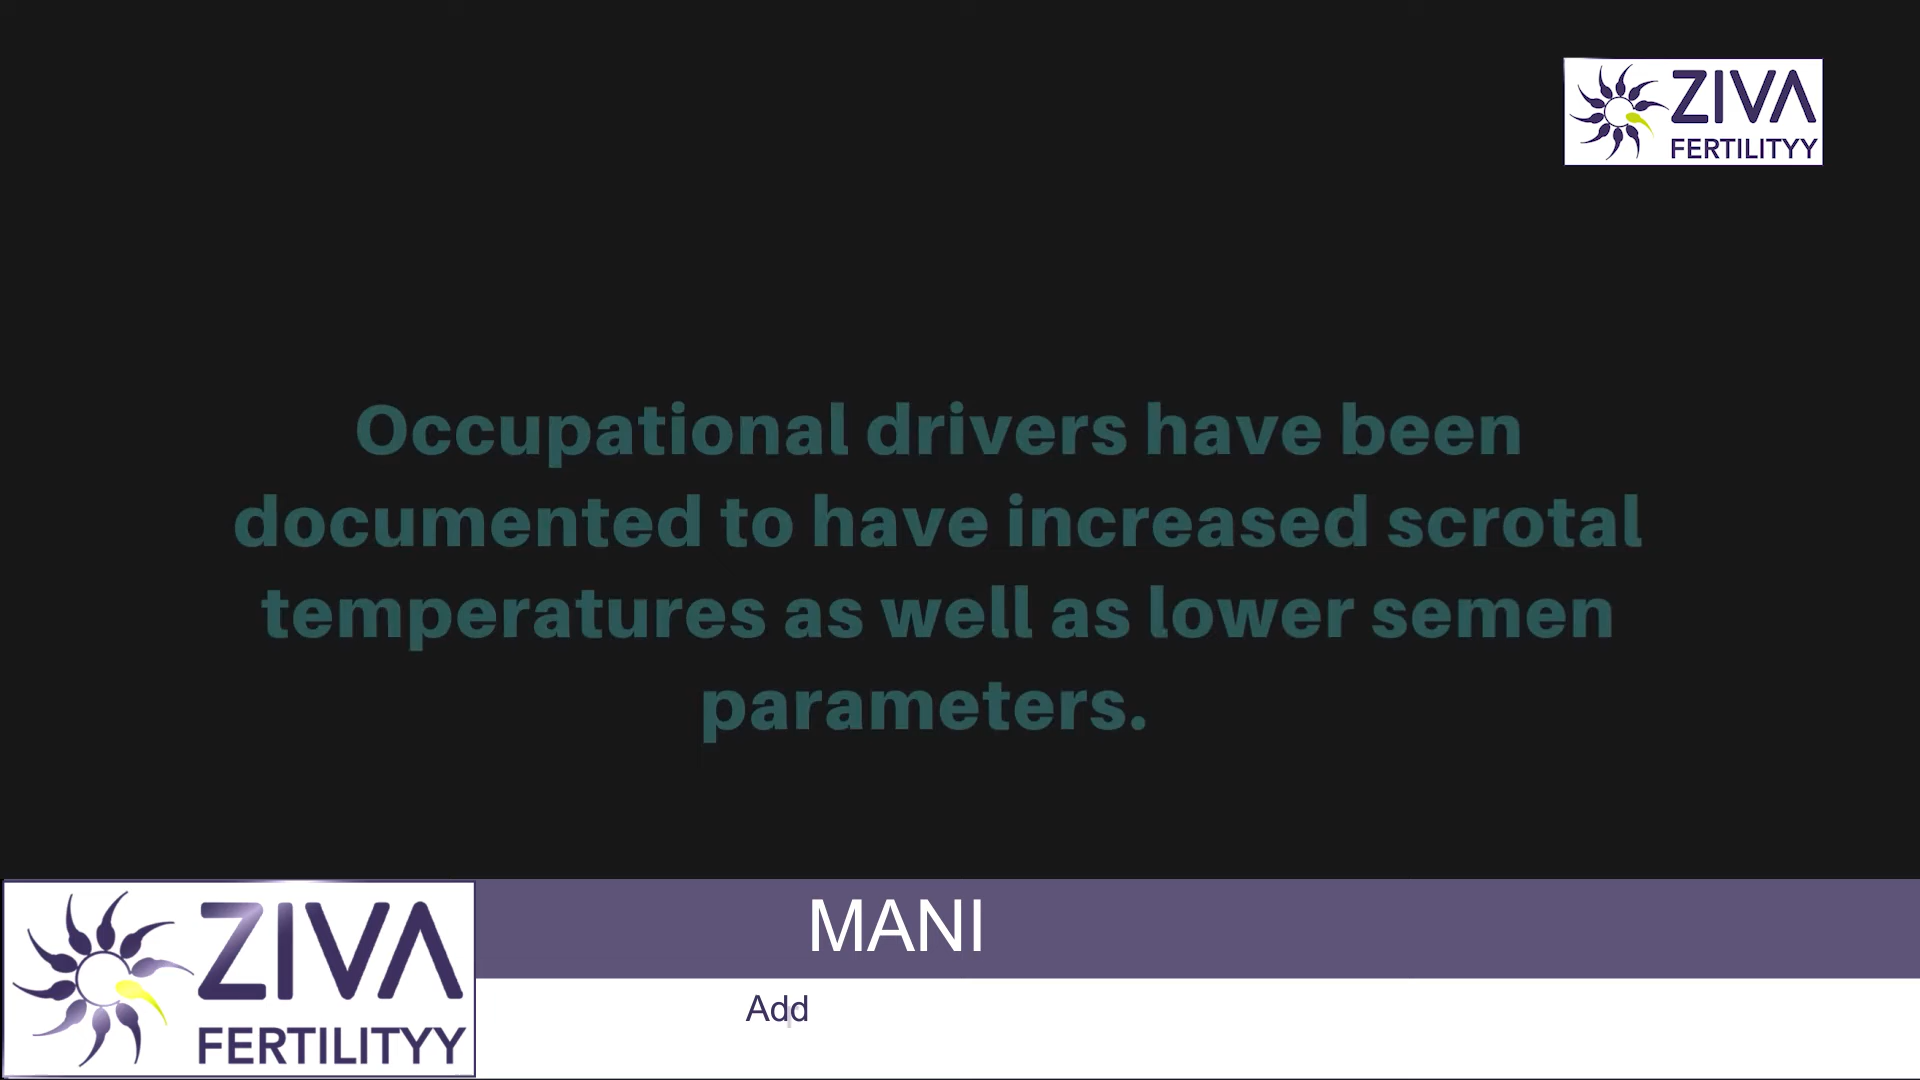 ZIVA
FERTILITYY
Occupational drivers have been
documented to have increased scrotal
temperatures as well as lower semen
parameters.
ZIVA
FERTILITYY
MANI
Add